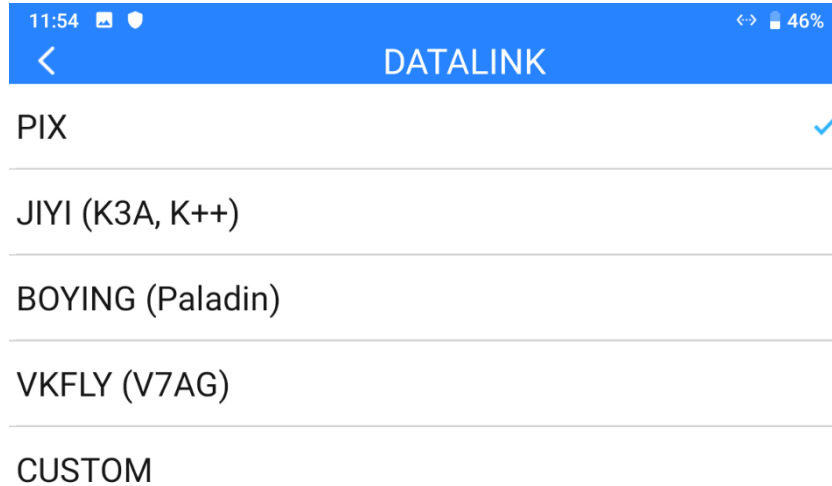 11:54 46%
DATALINK
PIX
JIYI (K3A, K++)
BOYING (Paladin)
VKFLY (V7AG)
CUSTOM